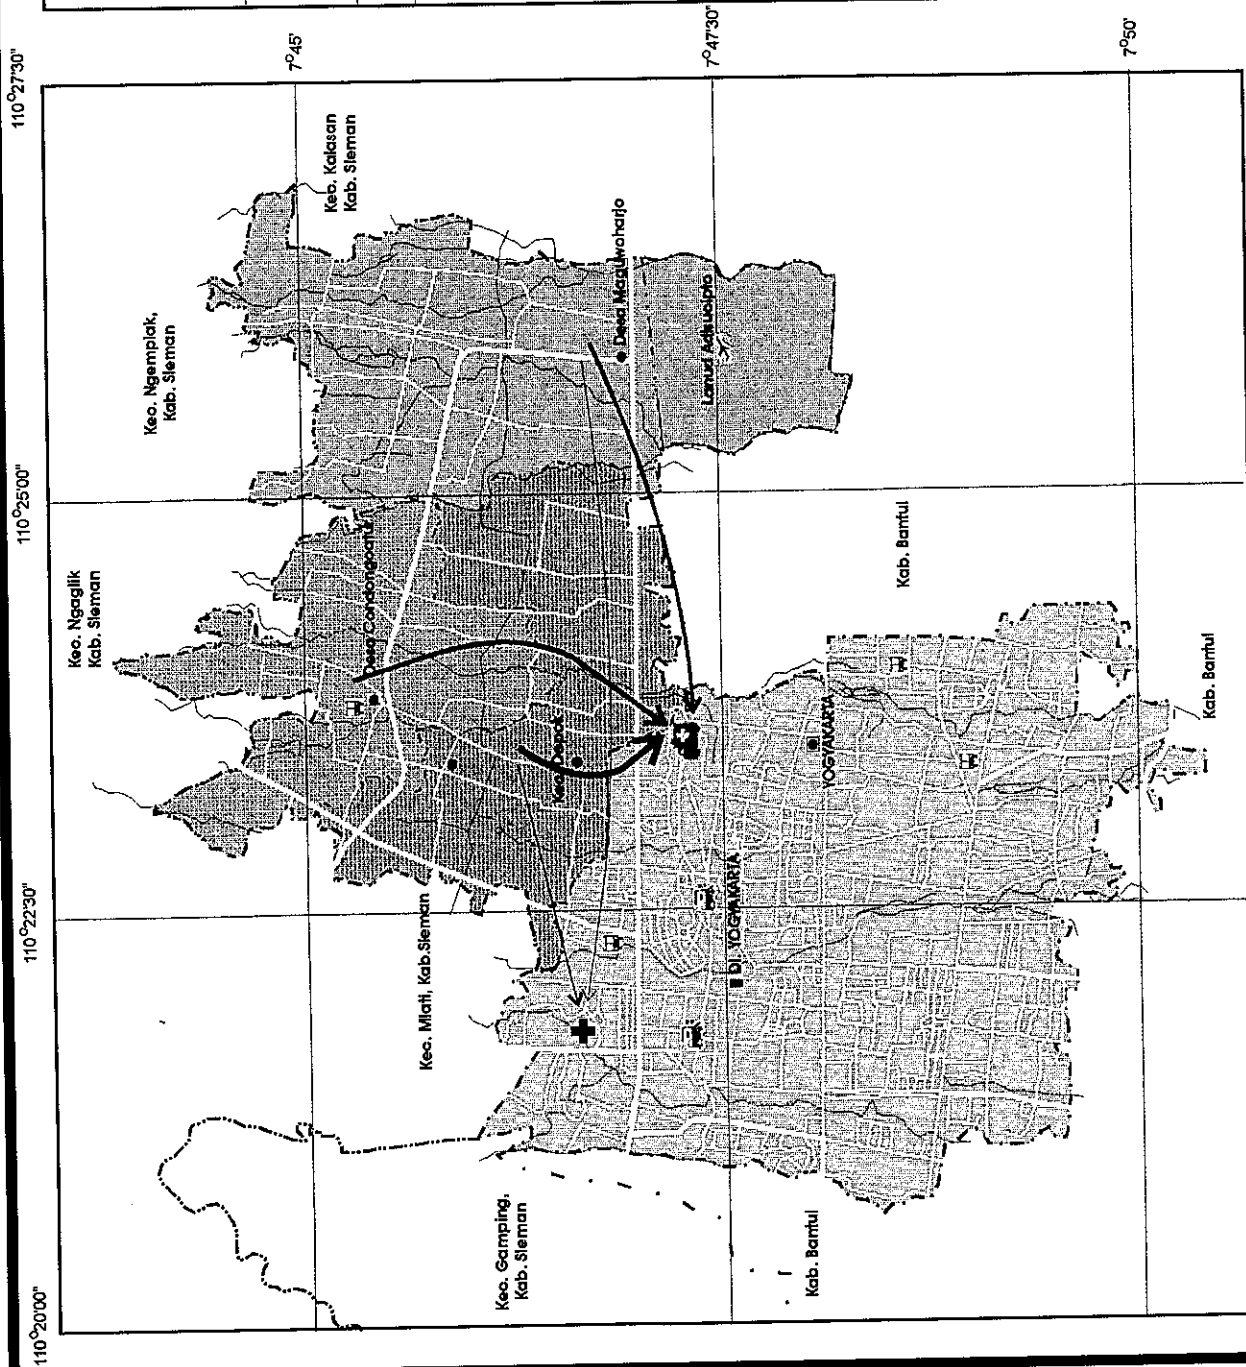 110°27'30"
110°25'00"
110°22'30"
110°20'00"
7°45'
7°47'30"
7°50'
Kec. Kalasan
Kab. Sleman
Kec. Ngemplak,
Kab. Sleman
Kec. Ngaglik
Kab. Sleman
Desa Maguwoharjo
Lanud Adisucipto
Desa Condongcatur
Kec. Depok
Kab. Bantul
Kab. Bantul
YOGYAKARTA
DI. YOGYAKARTA
Kec. Mlati, Kab.Sleman
Kec. Gamping,
Kab. Sleman
Kab. Bantul